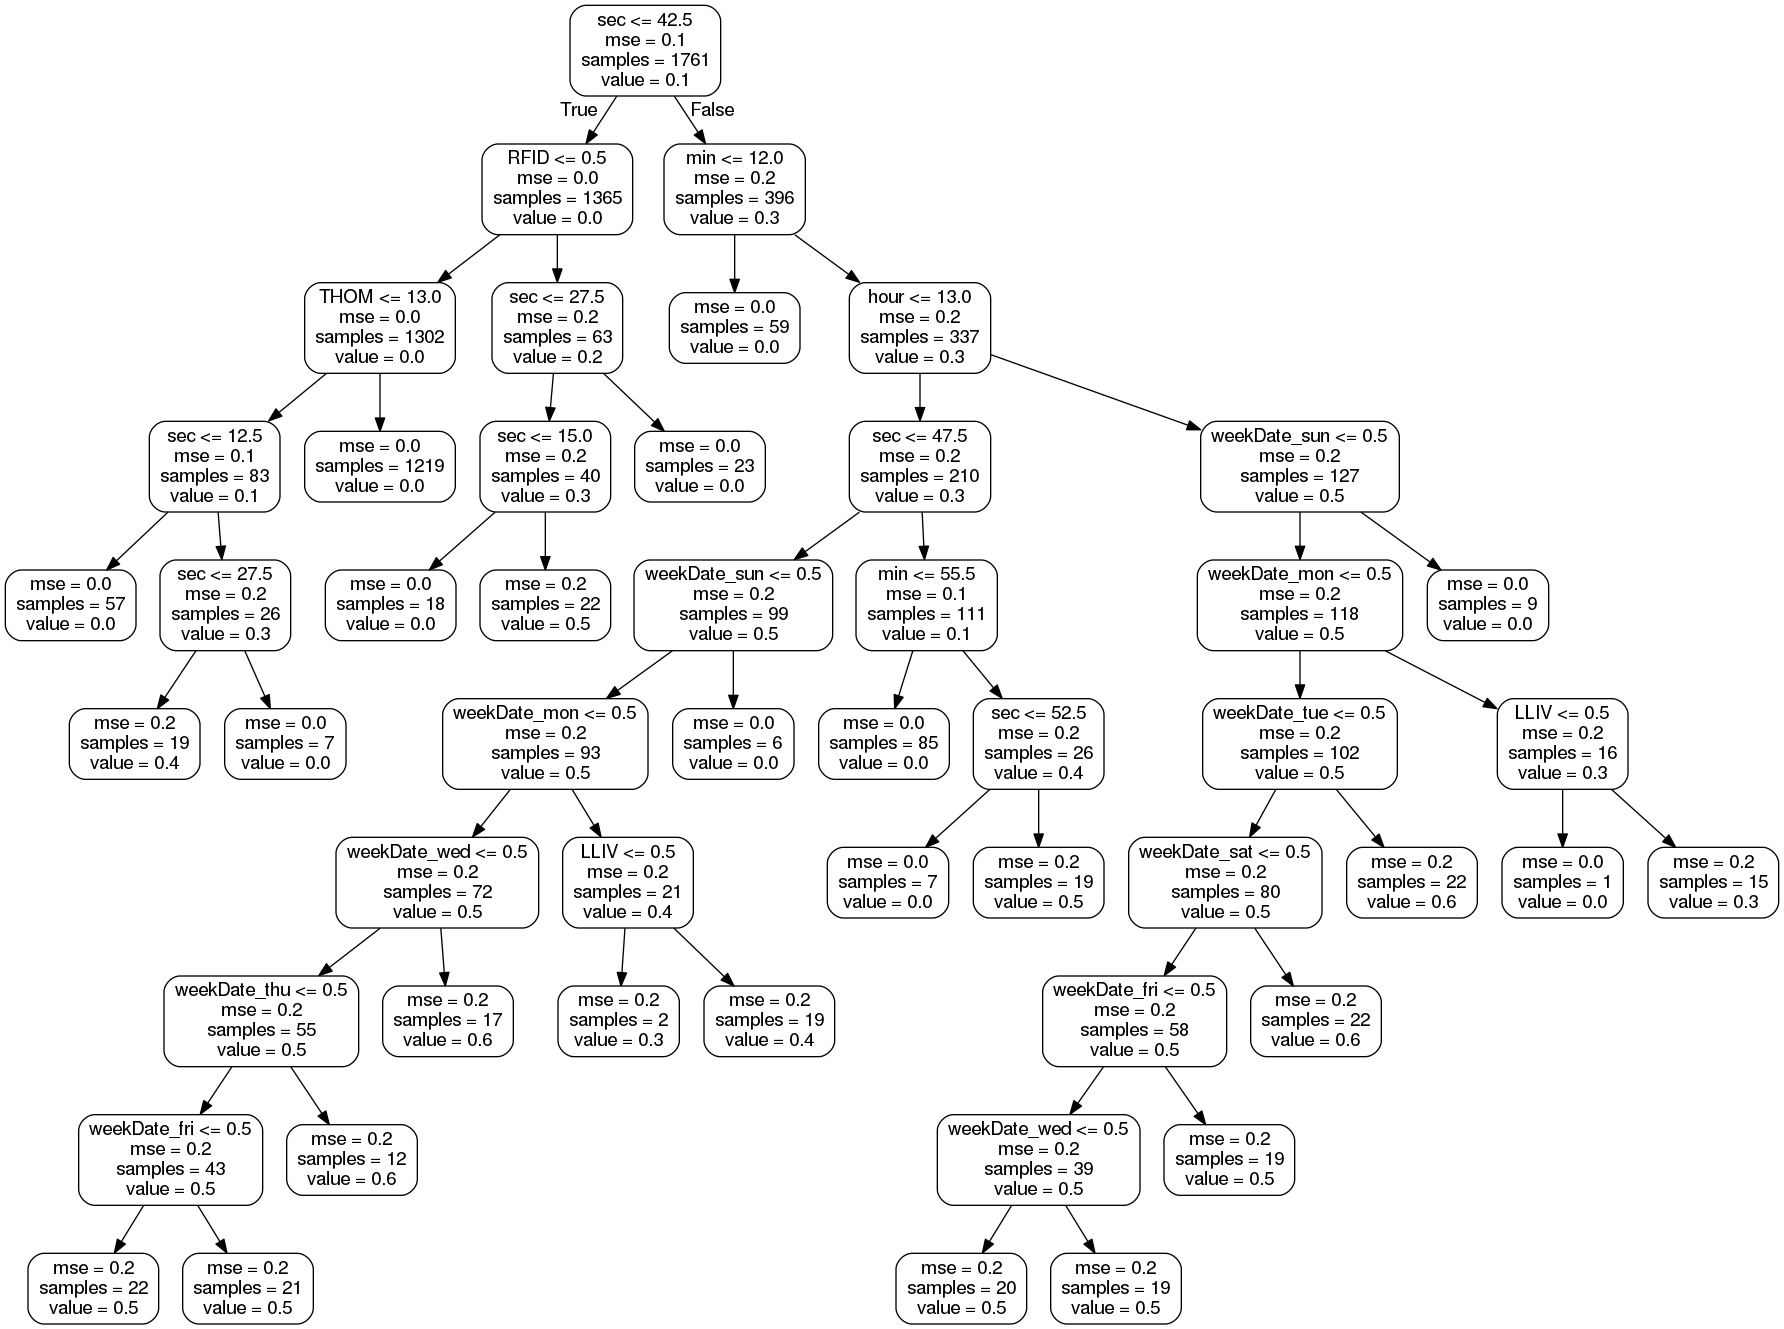 sec <= 42.5
mse = 0.1
samples = 1761
value = 0.1
True
False
RFID <= 0.5
mse = 0.0
samples = 1365
value = 0.0
min <= 12.0
mse = 0.2
samples = 396
value = 0.3
THOM <= 13.0
mse = 0.0
samples = 1302
value = 0.0
sec <= 27.5
mse = 0.2
samples = 63
value = 0.2
mse = 0.0
samples = 59
value = 0.0
hour <= 13.0
mse = 0.2
samples = 337
value = 0.3
sec <= 12.5
mse = 0.1
samples = 83
value = 0.1
mse = 0.0
samples = 1219
value = 0.0
sec <= 15.0
mse = 0.2
samples = 40
value = 0.3
mse = 0.0
samples = 23
value = 0.0
sec <= 47.5
mse = 0.2
samples = 210
value = 0.3
weekDate_sun <= 0.5
mse = 0.2
samples = 127
value = 0.5
mse = 0.0
samples = 57
value = 0.0
sec <= 27.5
mse = 0.2
samples = 26
value = 0.3
mse = 0.0
samples = 18
value = 0.0
mse = 0.2
samples = 22
value = 0.5
weekDate_sun <= 0.5
mse = 0.2
samples = 99
value = 0.5
min <= 55.5
mse = 0.1
samples = 111
value = 0.1
weekDate_mon <= 0.5
mse = 0.2
samples = 118
value = 0.5
mse = 0.0
samples = 9
value = 0.0
mse = 0.2
samples = 19
value = 0.4
mse = 0.0
samples = 7
value = 0.0
weekDate_mon <= 0.5
mse = 0.2
samples = 93
value = 0.5
mse = 0.0
samples = 6
value = 0.0
mse = 0.0
samples = 85
value = 0.0
sec <= 52.5
mse = 0.2
samples = 26
value = 0.4
weekDate_tue <= 0.5
mse = 0.2
samples = 102
value = 0.5
LLIV <= 0.5
mse = 0.2
samples = 16
value = 0.3
weekDate_wed <= 0.5
mse = 0.2
samples = 72
value = 0.5
LLIV <= 0.5
mse = 0.2
samples = 21
value = 0.4
mse = 0.0
samples = 7
value = 0.0
mse = 0.2
samples = 19
value = 0.5
weekDate_sat <= 0.5
mse = 0.2
samples = 80
value = 0.5
mse = 0.2
samples = 22
value = 0.6
mse = 0.0
samples = 1
value = 0.0
mse = 0.2
samples = 15
value = 0.3
weekDate_thu <= 0.5
mse = 0.2
samples = 55
value = 0.5
mse = 0.2
samples = 17
value = 0.6
mse = 0.2
samples = 2
value = 0.3
mse = 0.2
samples = 19
value = 0.4
weekDate_fri <= 0.5
mse = 0.2
samples = 58
value = 0.5
mse = 0.2
samples = 22
value = 0.6
weekDate_fri <= 0.5
mse = 0.2
samples = 43
value = 0.5
mse = 0.2
samples = 12
value = 0.6
weekDate_wed <= 0.5
mse = 0.2
samples = 39
value = 0.5
mse = 0.2
samples = 19
value = 0.5
mse = 0.2
samples = 22
value = 0.5
mse = 0.2
samples = 21
value = 0.5
mse = 0.2
samples = 20
value = 0.5
mse = 0.2
samples = 19
value = 0.5